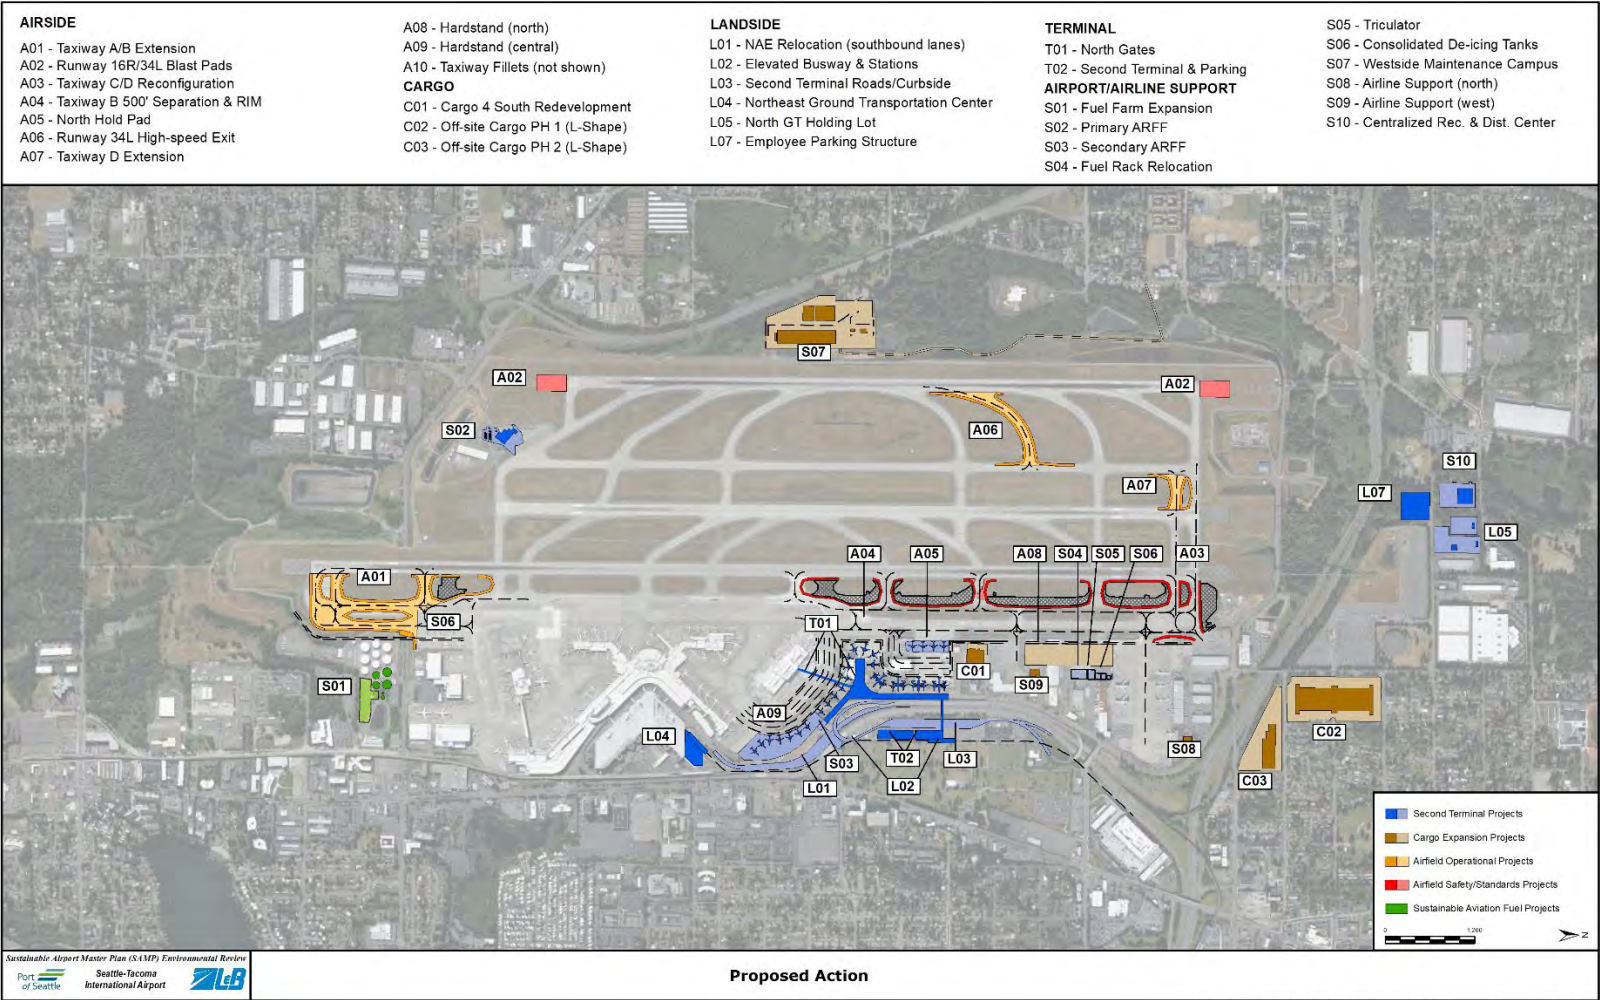 AIRSIDE
A01 - Taxiway A/B Extension
A02 - Runway 16R/34L Blast Pads
A03 - Taxiway C/D Reconfiguration
A04 - Taxiway B 500' Separation & RIM
A05 - North Hold Pad
A06 - Runway 34L High-speed Exit
A07 - Taxiway D Extension
A08 - Hardstand (north)
A09 - Hardstand (central)
A10 - Taxiway Fillets (not shown)
CARGO
C01 - Cargo 4 South Redevelopment
C02 - Off-site Cargo PH 1 (L-Shape)
C03 - Off-site Cargo PH 2 (L-Shape)
LANDSIDE
L01 - NAE Relocation (southbound lanes)
L02 - Elevated Busway & Stations
L03 - Second Terminal Roads/Curbside
L04 - Northeast Ground Transportation Center
L05 - North GT Holding Lot
L07 - Employee Parking Structure
TERMINAL
T01 - North Gates
T02 - Second Terminal & Parking
AIRPORT/AIRLINE SUPPORT
S01 - Fuel Farm Expansion
S02 - Primary ARFF
S03 - Secondary ARFF
S04 - Fuel Rack Relocation
S05 - Triculator
S06 - Consolidated De-icing Tanks
S07 - Westside Maintenance Campus
S08 - Airline Support (north)
S09 - Airline Support (west)
S10 - Centralized Rec. & Dist. Center
S07
A02
A02
S02
A06
A07
S10
L07
L05
A04
A05
A08
S04
S05
S06
A03
A01
S06
T01
C01
S09
S01
A09
L04
S03
T02
L03
S08
C02
C03
L01
L02
Second Terminal Projects
Cargo Expansion Projects
Airfield Operational Projects
Airfield Safety/Standards Projects
Sustainable Aviation Fuel Projects
0 1,200
N
Sustainable Airport Master Plan (SAMP) Environmental Review
Port
of Seattle
Seattle-Tacoma
International Airport
L&B
Proposed Action